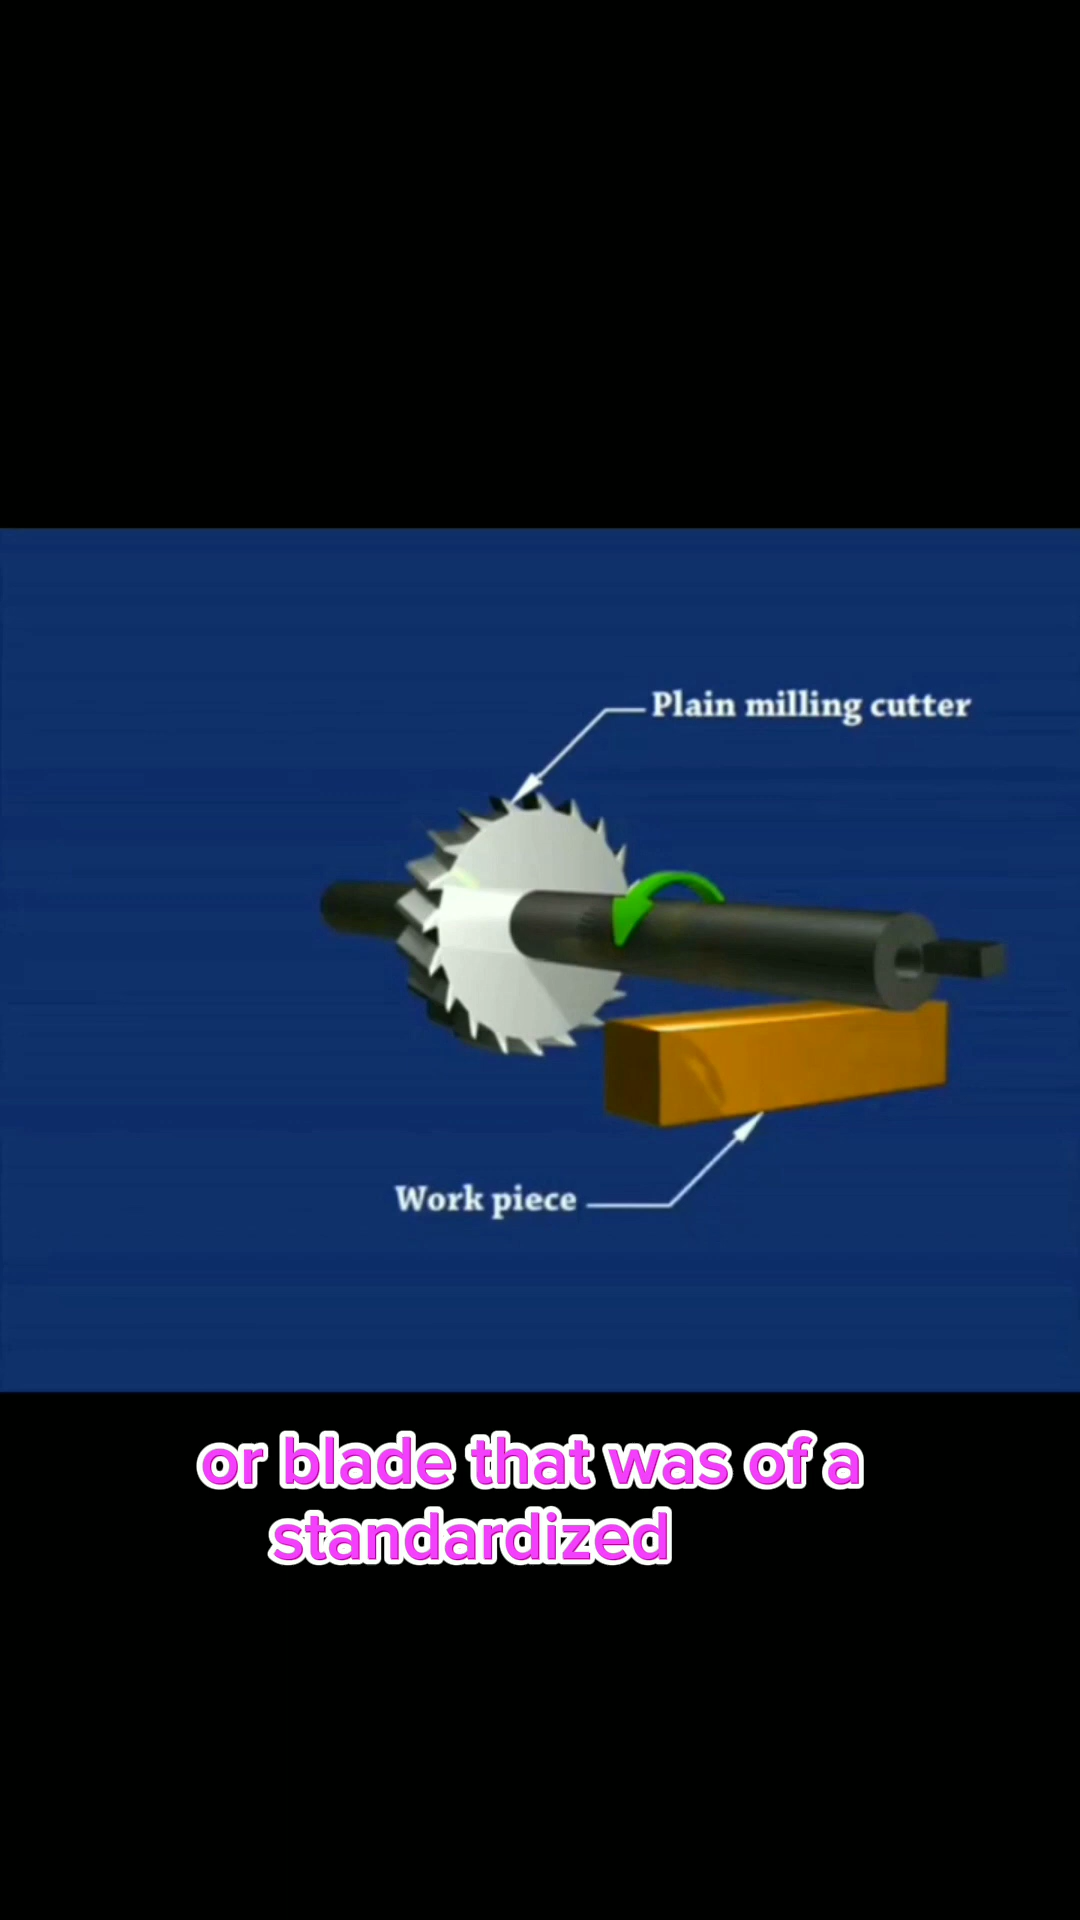 Plain milling cutter
Work piece
or blade that was of a
standardized